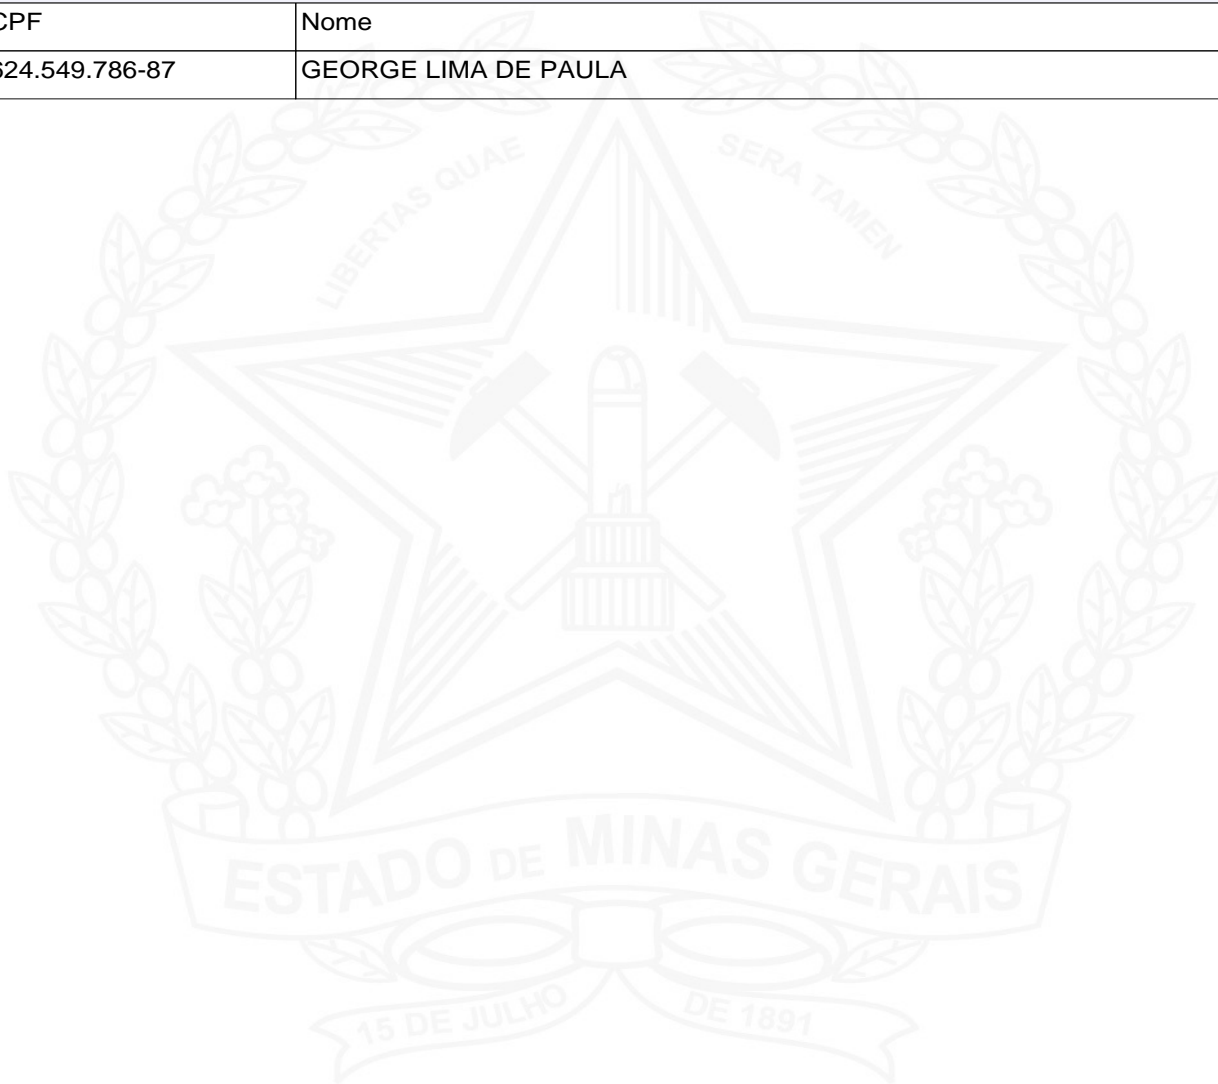 CPF Nome
624.549.786-87 GEORGE LIMA DE PAULA
LIBERTAS QUAE SERA TAMEN
ESTADO DE MINAS GERAIS
15 DE JULHO DE 1891